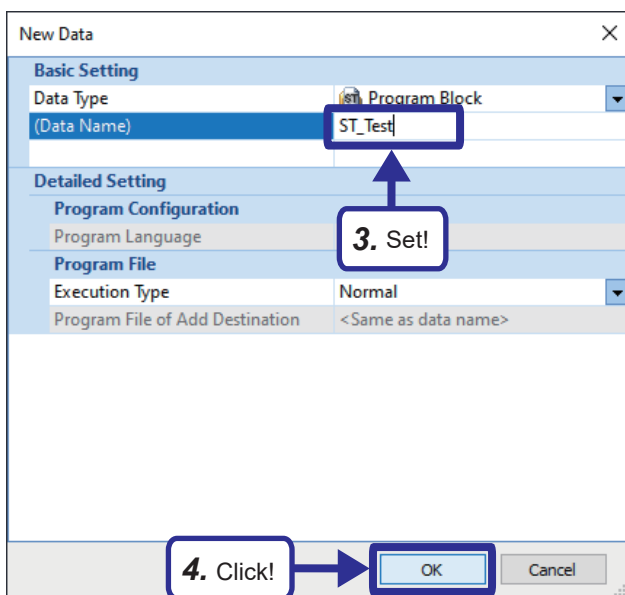 New Data
Basic Setting
Data Type Program Block
(Data Name) ST_Test
Detailed Setting
Program Configuration
Program Language
3. Set!
Program File
Execution Type Normal
Program File of Add Destination <Same as data name>
4. Click! OK Cancel